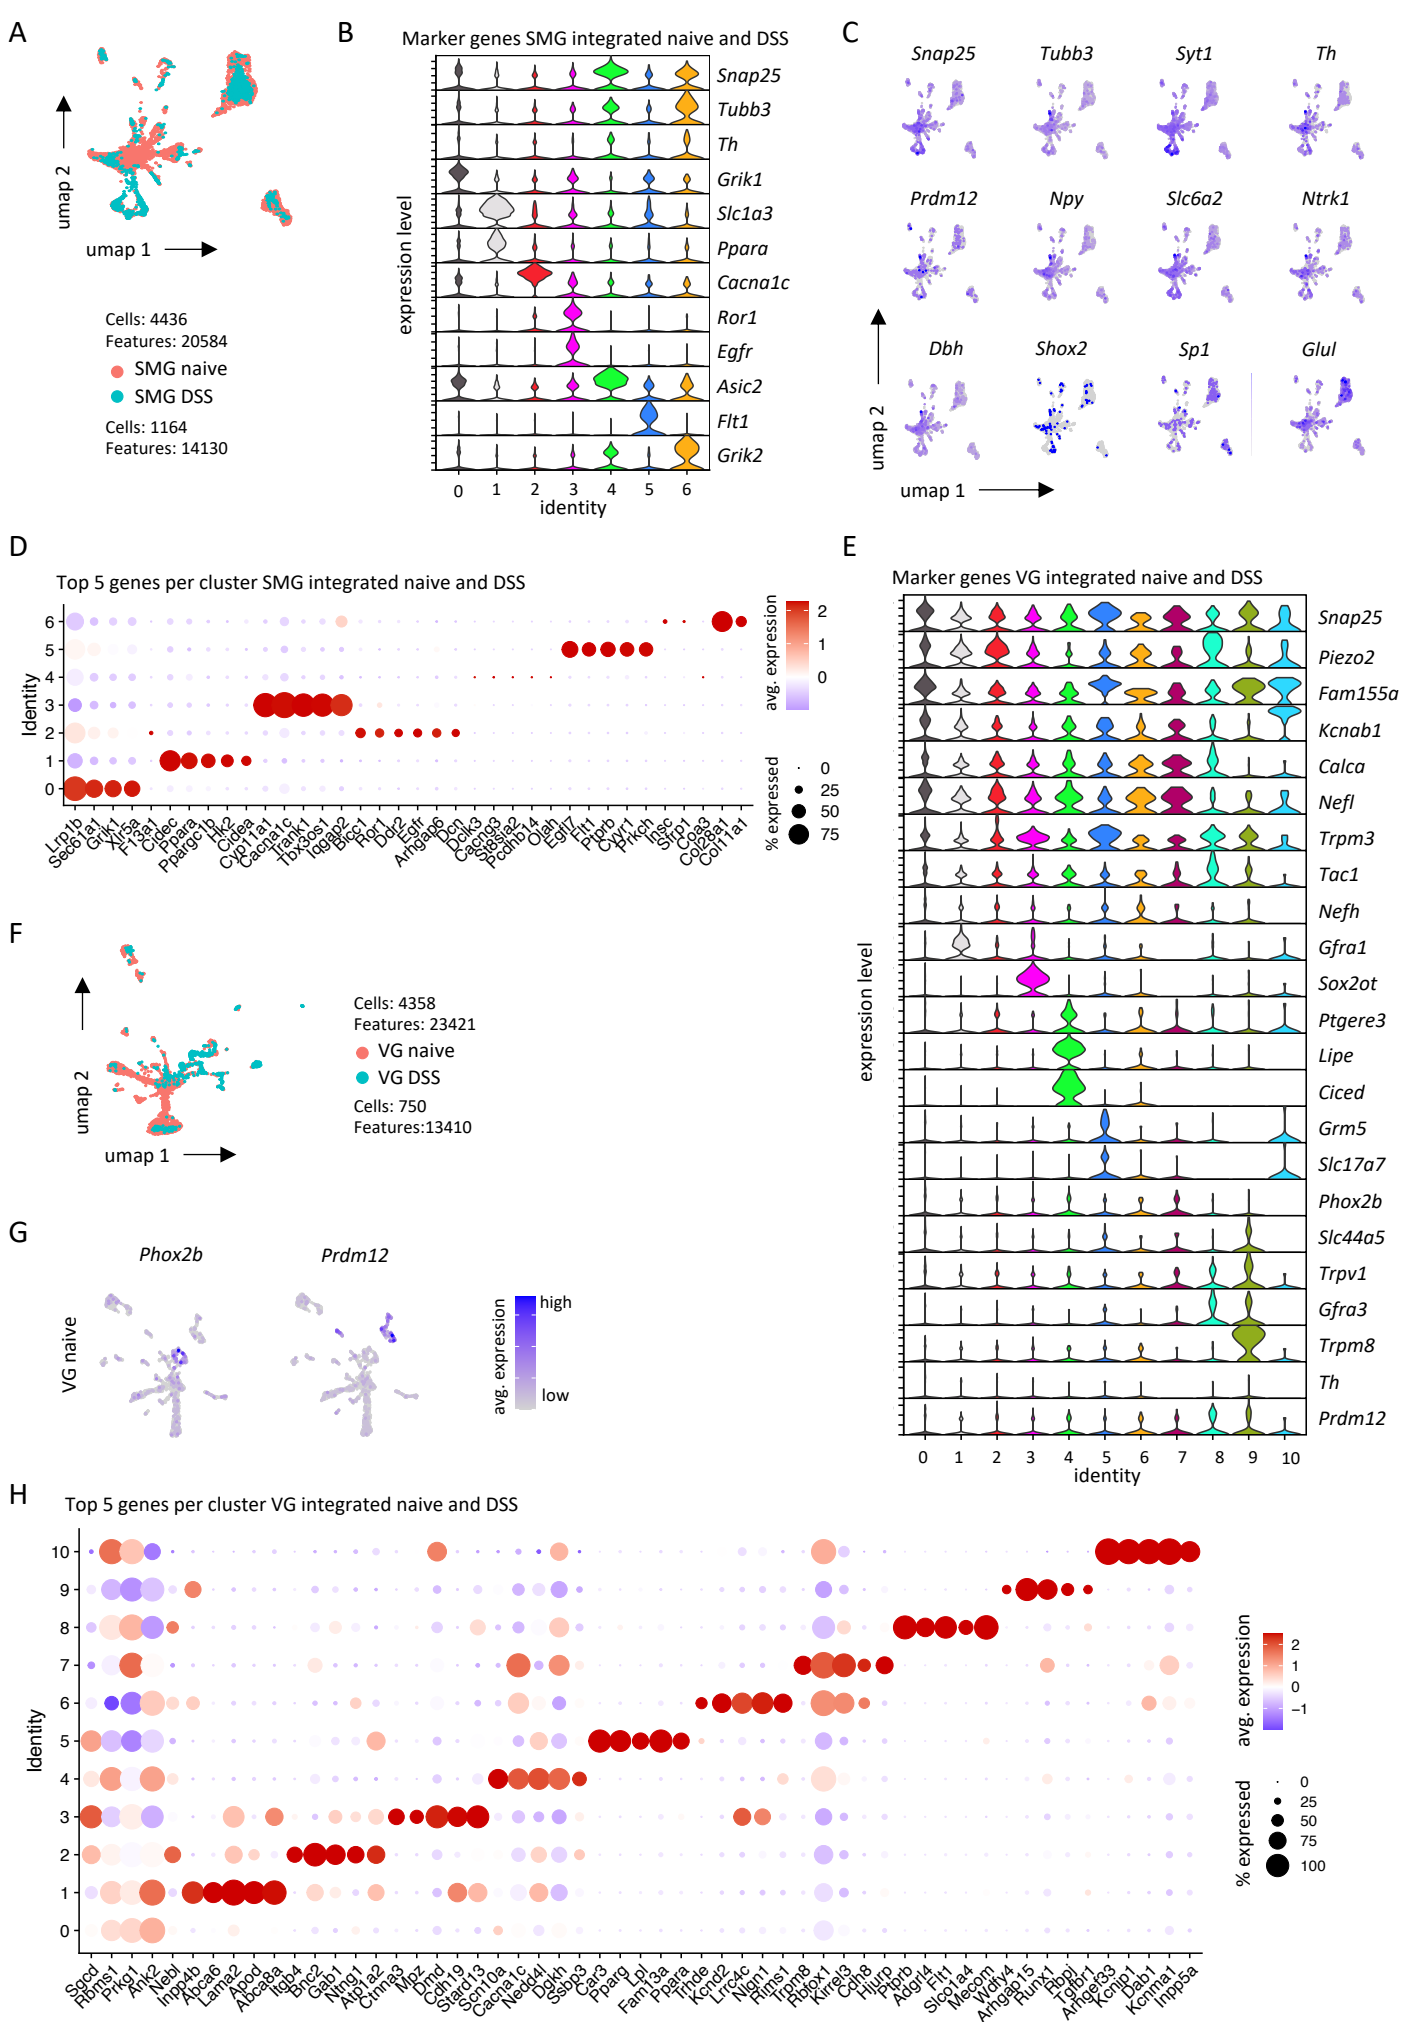 A
umap 2
umap 1
Cells: 4436
Features: 20584
SMG naive
SMG DSS
Cells: 1164
Features: 14130
B
Marker genes SMG integrated naive and DSS
expression level
Snap25
Tubb3
Th
Grik1
Slc1a3
Ppara
Cacna1c
Ror1
Egfr
Asic2
Flt1
Grik2
0 1 2 3 4 5 6
identity
C
Snap25 Tubb3 Syt1 Th
Prdm12 Npy Slc6a2 Ntrk1
Dbh Shox2 Sp1 Glul
umap 2
umap 1
D
Top 5 genes per cluster SMG integrated naive and DSS
Identity
6
5
4
3
2
1
0
Lrp1b Sec61a1 Grik1 Xlr5a F13a1 Cidec Ppara Ppargc1b Hk2 Cidea Cyp11a1 Cacna1c Trank1 Tbx3os1 Iqgap2 Bicc1 Ror1 Ddr2 Egfr Arhgap6 Dcn Dclk3 Cacng3 Stasia2 Pcdhb14 Olah Egfl7 Flt1 Ptprb Cyyr1 Prkch Insc Sfrp1 Coa3 Col28a1 Col11a1
avg. expression
2
1
0
% expressed
0
25
50
75
E
Marker genes VG integrated naive and DSS
expression level
Snap25
Piezo2
Fam155a
Kcnab1
Calca
Nefl
Trpm3
Tac1
Nefh
Gfra1
Sox2ot
Ptgere3
Lipe
Ciced
Grm5
Slc17a7
Phox2b
Slc44a5
Trpv1
Gfra3
Trpm8
Th
Prdm12
0 1 2 3 4 5 6 7 8 9 10
identity
F
umap 2
umap 1
Cells: 4358
Features: 23421
VG naive
VG DSS
Cells: 750
Features:13410
G
Phox2b Prdm12
VG naive
avg. expression
high
low
H
Top 5 genes per cluster VG integrated naive and DSS
Identity
10
9
8
7
6
5
4
3
2
1
0
Sgcd Rbms1 Prkg1 Ank2 Nebl Inpp4b Abca6 Lama2 Apod Abca8a Itgb4 Bnc2 Gab1 Ntng1 Atp1a2 Ctnna3 Mpz Dmd Cdh19 Stard13 Scn10a Cacna1c Nedd4l Dgkh Ssbp3 Car3 Pparg Lpl Fam13a Ppara Trhde Kcnd2 Lrrc4c Nlgn1 Rims1 Trpm8 Rbfox1 Kirrel3 Cdh8 Hjurp Ptprb Adgrl4 Flt1 Slco1a4 Mecom Wdfy4 Arhgap15 Runx1 Rbpj Tgfbr1 Arhgef33 Kcnip1 Dab1 Kcnma1 Inpp5a
avg. expression
2
1
0
−1
% expressed
0
25
50
75
100